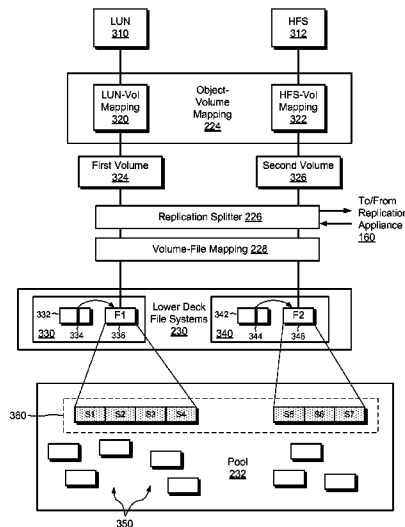 LUN
310
HFS
312
LUN-Vol
Mapping
320
Object-
Volume
Mapping
224
HFS-Vol
Mapping
322
First Volume
324
Second Volume
326
Replication Splitter 226
To/From
Replication
Appliance
160
Volume-File Mapping 228
332
330
334
F1
336
Lower Deck
File Systems
230
342
340
344
F2
346
360
S1
S2
S3
S4
S5
S6
S7
Pool
232
350